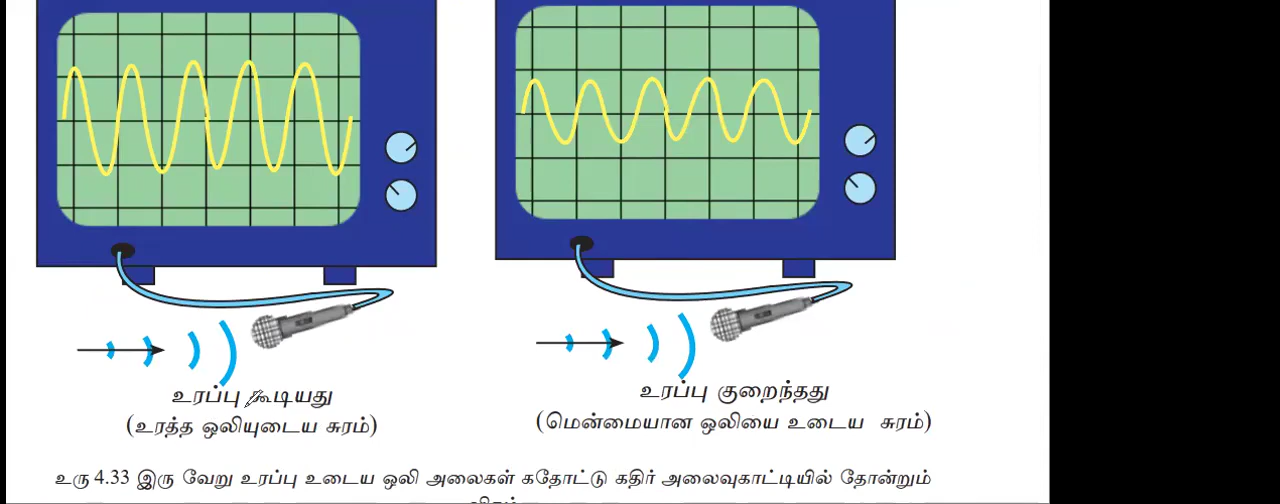 உரப்பு கூடியது
(உரத்த ஒலியுடைய சுரம்)
உரப்பு குறைந்தது
(மென்மையான ஒலியை உடைய சுரம்)
உரு 4.33 இரு வேறு உரப்பு உடைய ஒலி அலைகள் கதோட்டு கதிர் அலைவுகாட்டியில் தோன்றும்